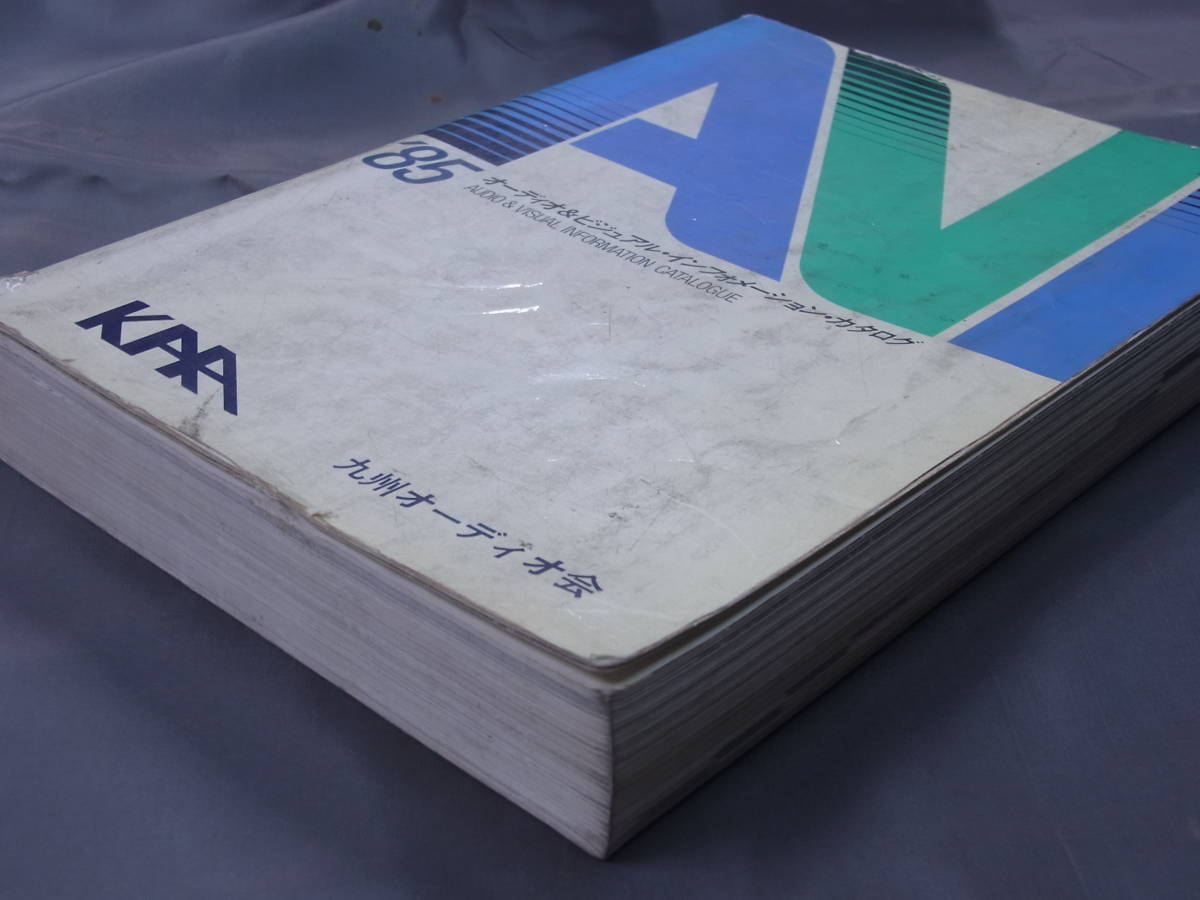 AVI
'85
オーディオ&ビジュアル・インフォメーション・カタログ
AUDIO & VISUAL INFORMATION CATALOGUE
KAA
九州オーディオ会